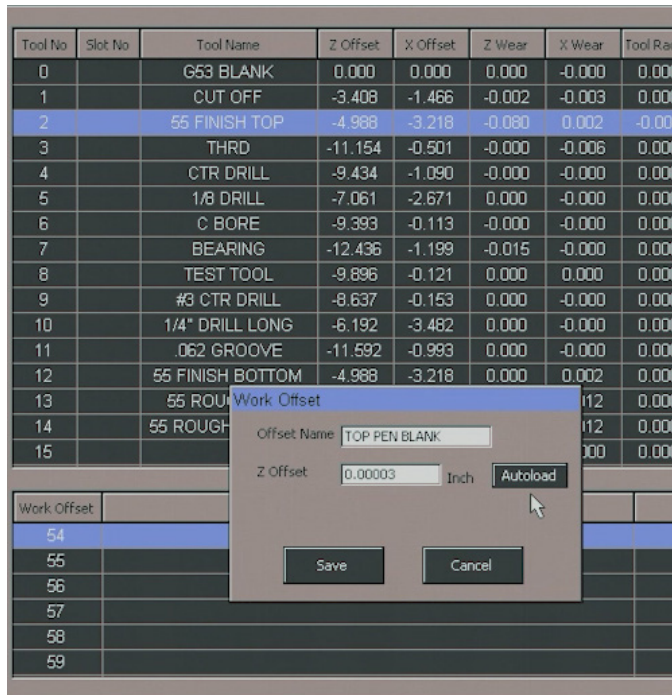 Tool No Slot No Tool Name Z Offset X Offset Z Wear X Wear Tool Ra
0 G53 BLANK 0.000 0.000 0.000 -0.000 0.00
1 CUT OFF -3.408 -1.466 -0.002 -0.003 0.00
2 55 FINISH TOP -4.988 -3.218 -0.080 0.002 -0.00
3 THRD -11.154 -0.501 -0.000 -0.006 0.00
4 CTR DRILL -9.434 -1.090 -0.000 -0.000 0.00
5 1/8 DRILL -7.061 -2.671 0.000 -0.000 0.00
6 C BORE -9.393 -0.113 -0.000 -0.000 0.00
7 BEARING -12.436 -1.199 -0.015 -0.000 0.00
8 TEST TOOL -9.896 -0.121 0.000 0.000 0.00
9 #3 CTR DRILL -8.637 -0.153 0.000 -0.000 0.00
10 1/4" DRILL LONG -6.192 -3.482 0.000 -0.000 0.00
11 .062 GROOVE -11.592 -0.993 0.000 -0.000 0.00
12 55 FINISH BOTTOM -4.988 -3.218 0.000 0.002 0.00
13 55 ROU 012 0.00
14 55 ROUGH 012 0.00
15 000 0.00
Work Offset
Offset Name TOP PEN BLANK
Z Offset 0.00003 Inch Autoload
Save Cancel
Work Offset
54
55
56
57
58
59